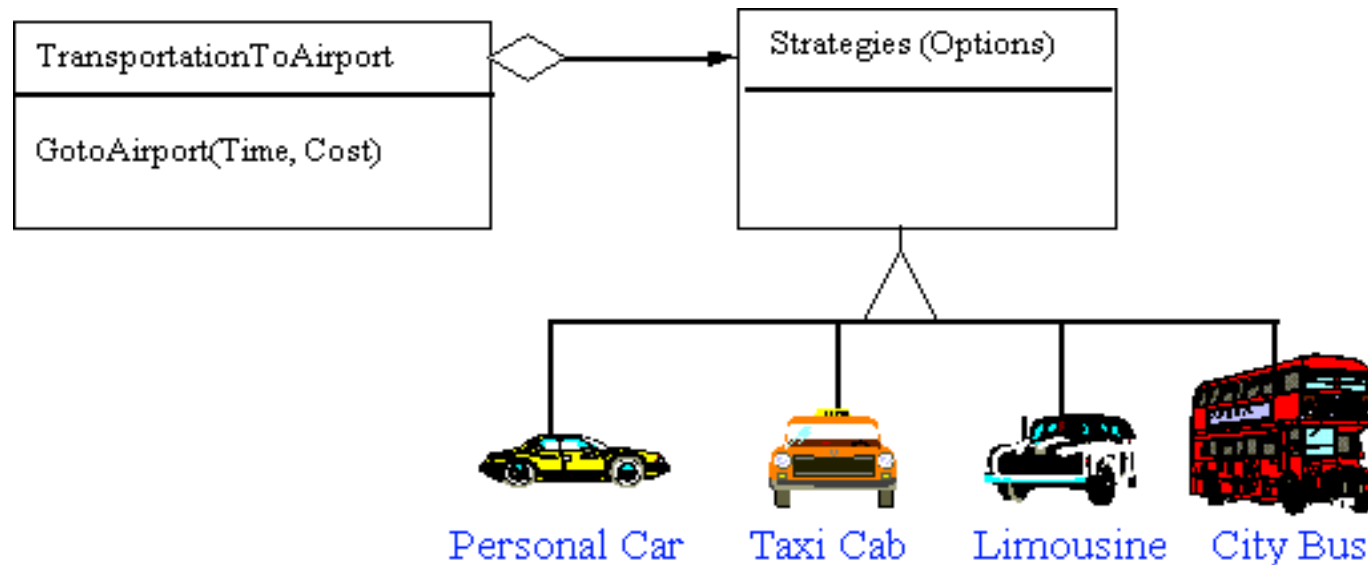 TransportationToAirport
GotoAirport(Time, Cost)
Strategies (Options)
Personal Car
Taxi Cab
Limousine
City Bus